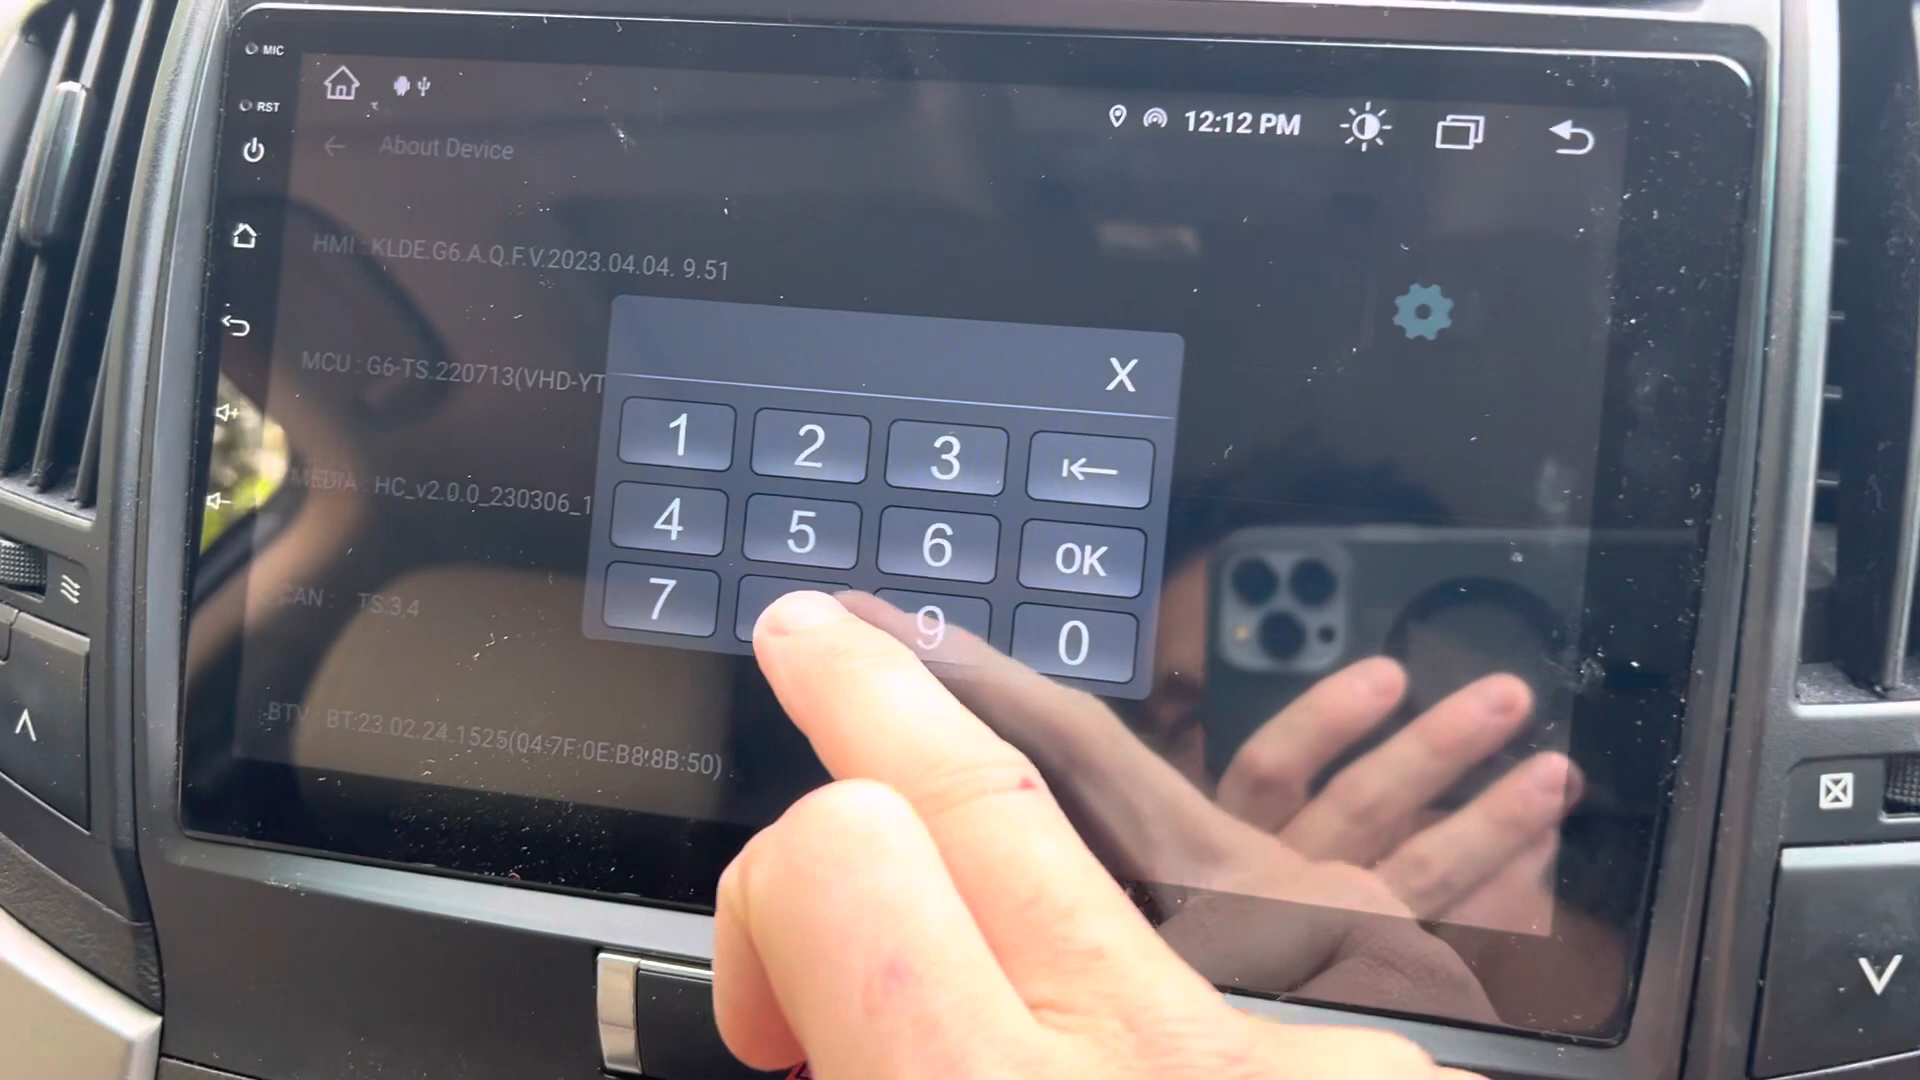 MIC
RST
12:12 PM
About Device
HMI : KLDE.G6.A.Q.F.V.2023.04.04. 9.51
MCU : G6-TS.220713(VHD-YT
X
1 2 3
MEDIA : HC_v2.0.0_230306_1
4 5 6 OK
7 9 0
CAN : TS:3,4
BTV : BT:23.02.24.1525(04:7F:0E:B8:8B:50)